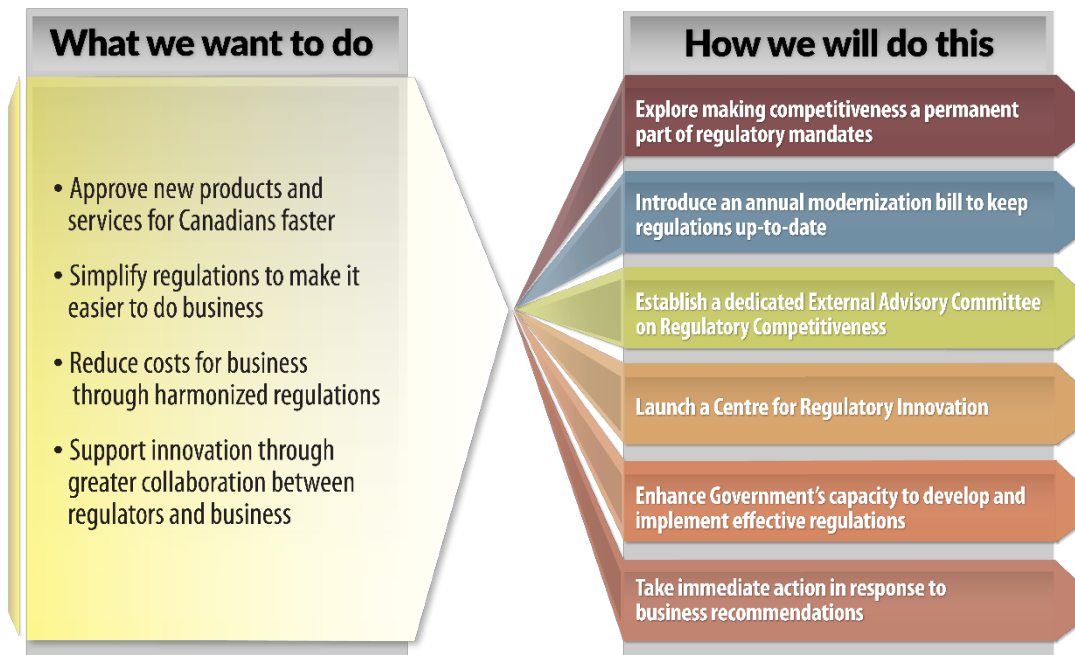 What we want to do
• Approve new products and
services for Canadians faster
• Simplify regulations to make it
easier to do business
• Reduce costs for business
through harmonized regulations
• Support innovation through
greater collaboration between
regulators and business
How we will do this
Explore making competitiveness a permanent
part of regulatory mandates
Introduce an annual modernization bill to keep
regulations up-to-date
Establish a dedicated External Advisory Committee
on Regulatory Competitiveness
Launch a Centre for Regulatory Innovation
Enhance Government’s capacity to develop and
implement effective regulations
Take immediate action in response to
business recommendations